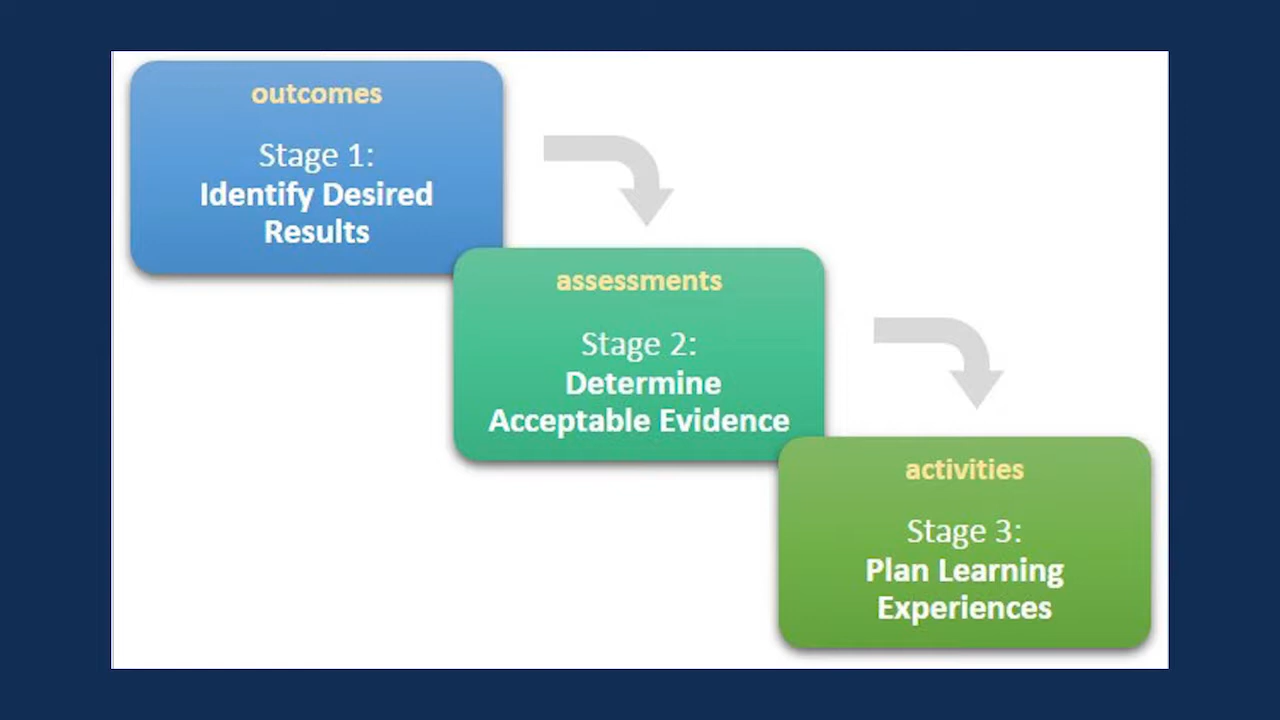 outcomes
Stage 1:
Identify Desired
Results
assessments
Stage 2:
Determine
Acceptable Evidence
activities
Stage 3:
Plan Learning
Experiences